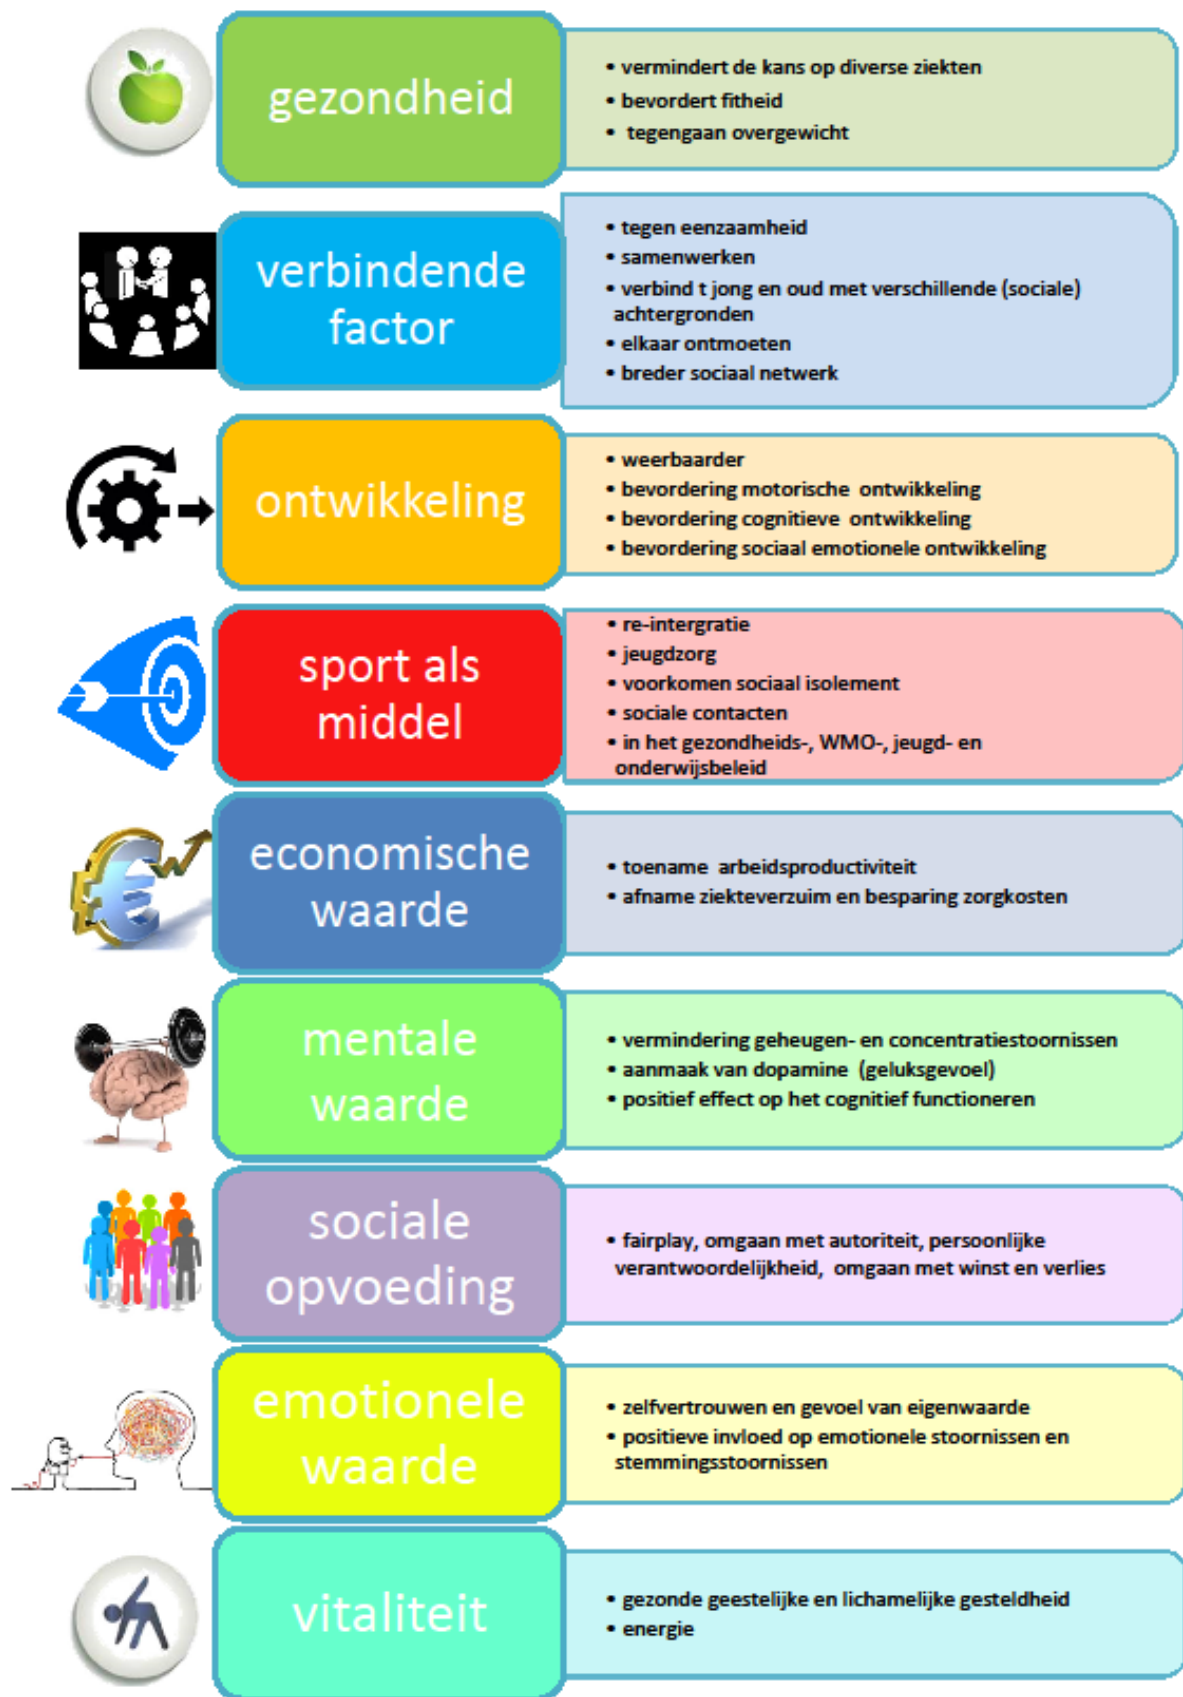 gezondheid
• vermindert de kans op diverse ziekten
• bevordert fitheid
• tegengaan overgewicht
verbindende
factor
• tegen eenzaamheid
• samenwerken
• verbind t jong en oud met verschillende (sociale)
achtergronden
• elkaar ontmoeten
• breder sociaal netwerk
ontwikkeling
• weerbaarder
• bevordering motorische ontwikkeling
• bevordering cognitieve ontwikkeling
• bevordering sociaal emotionele ontwikkeling
sport als
middel
• re-intergratie
• jeugdzorg
• voorkomen sociaal isolement
• sociale contacten
• in het gezondheids-, WMO-, jeugd- en
onderwijsbeleid
economische
waarde
• toename arbeidsproductiviteit
• afname ziekteverzuim en besparing zorgkosten
mentale
waarde
• vermindering geheugen- en concentratiestoornissen
• aanmaak van dopamine (geluksgevoel)
• positief effect op het cognitief functioneren
sociale
opvoeding
• fairplay, omgaan met autoriteit, persoonlijke
verantwoordelijkheid, omgaan met winst en verlies
emotionele
waarde
• zelfvertrouwen en gevoel van eigenwaarde
• positieve invloed op emotionele stoornissen en
stemmingsstoornissen
vitaliteit
• gezonde geestelijke en lichamelijke gesteldheid
• energie